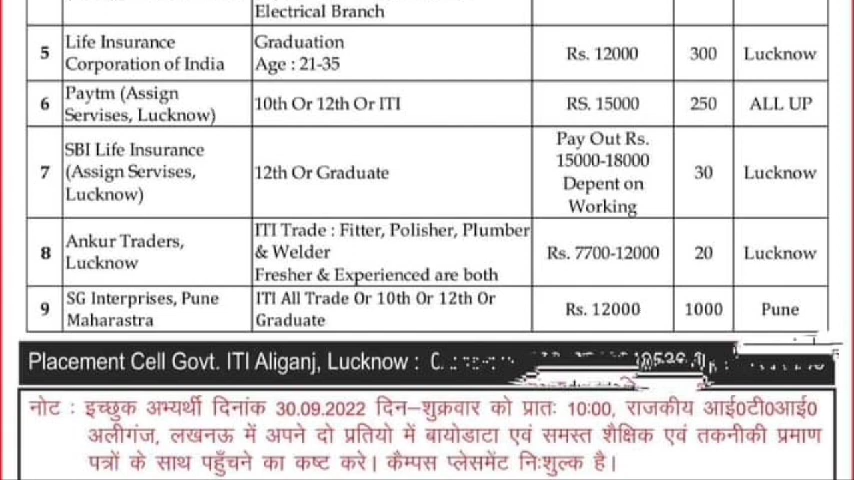 Electrical Branch
5 Life Insurance Corporation of India Graduation Age : 21-35 Rs. 12000 300 Lucknow
6 Paytm (Assign Servises, Lucknow) 10th Or 12th Or ITI RS. 15000 250 ALL UP
7 SBI Life Insurance (Assign Servises, Lucknow) 12th Or Graduate Pay Out Rs. 15000-18000 Depent on Working 30 Lucknow
8 Ankur Traders, Lucknow ITI Trade : Fitter, Polisher, Plumber & Welder Fresher & Experienced are both Rs. 7700-12000 20 Lucknow
9 SG Interprises, Pune Maharastra ITI All Trade Or 10th Or 12th Or Graduate Rs. 12000 1000 Pune
Placement Cell Govt. ITI Aliganj, Lucknow :
नोट : इच्छुक अभ्यर्थी दिनांक 30.09.2022 दिन-शुक्रवार को प्रातः 10:00, राजकीय आई0टी0आई0
अलीगंज, लखनऊ में अपने दो प्रतियो में बायोडाटा एवं समस्त शैक्षिक एवं तकनीकी प्रमाण
पत्रों के साथ पहुँचने का कष्ट करे। कैम्पस प्लेसमेंट निःशुल्क है।